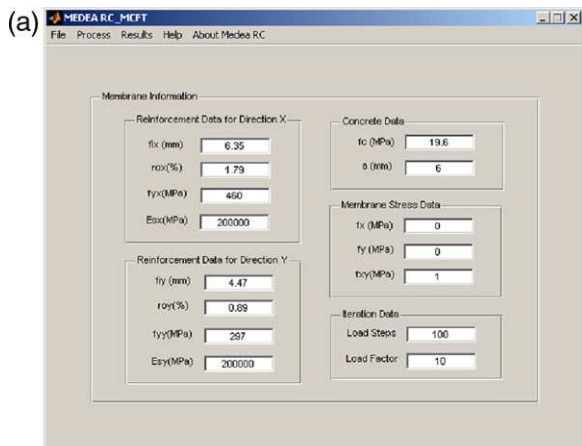 (a)
MEDEA RC_MCFT
File Process Results Help About Medea RC
Membrane Information
Reinforcement Data for Direction X
fix (mm) 6.35
rox(%) 1.79
fyx(MPa) 460
Esx(MPa) 200000
Reinforcement Data for Direction Y
fiy (mm) 4.47
roy(%) 0.89
fyy(MPa) 297
Esy(MPa) 200000
Concrete Data
fc (MPa) 19.6
a (mm) 6
Membrane Stress Data
fx (MPa) 0
fy (MPa) 0
fxy(MPa) 1
Iteration Data
Load Steps 100
Load Factor 10